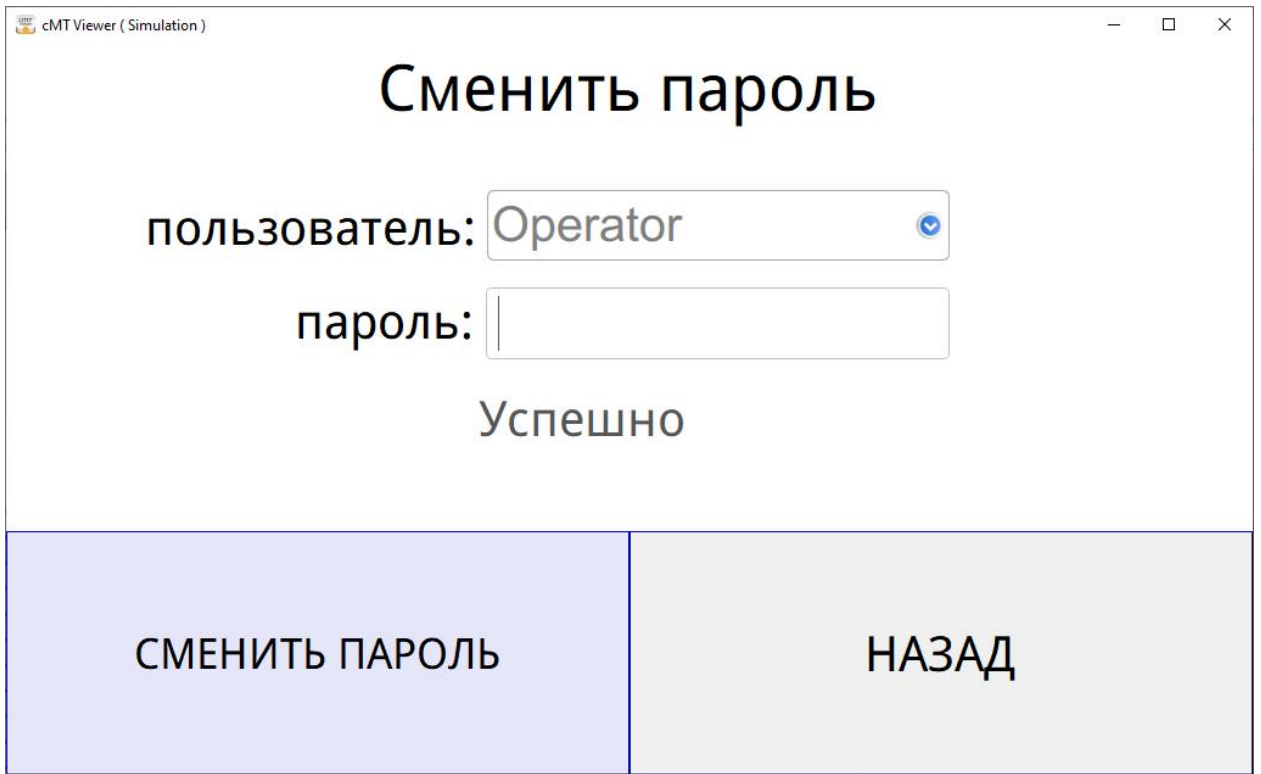 cMT Viewer ( Simulation )
Сменить пароль
пользователь: Operator
пароль:
Успешно
СМЕНИТЬ ПАРОЛЬ
НАЗАД